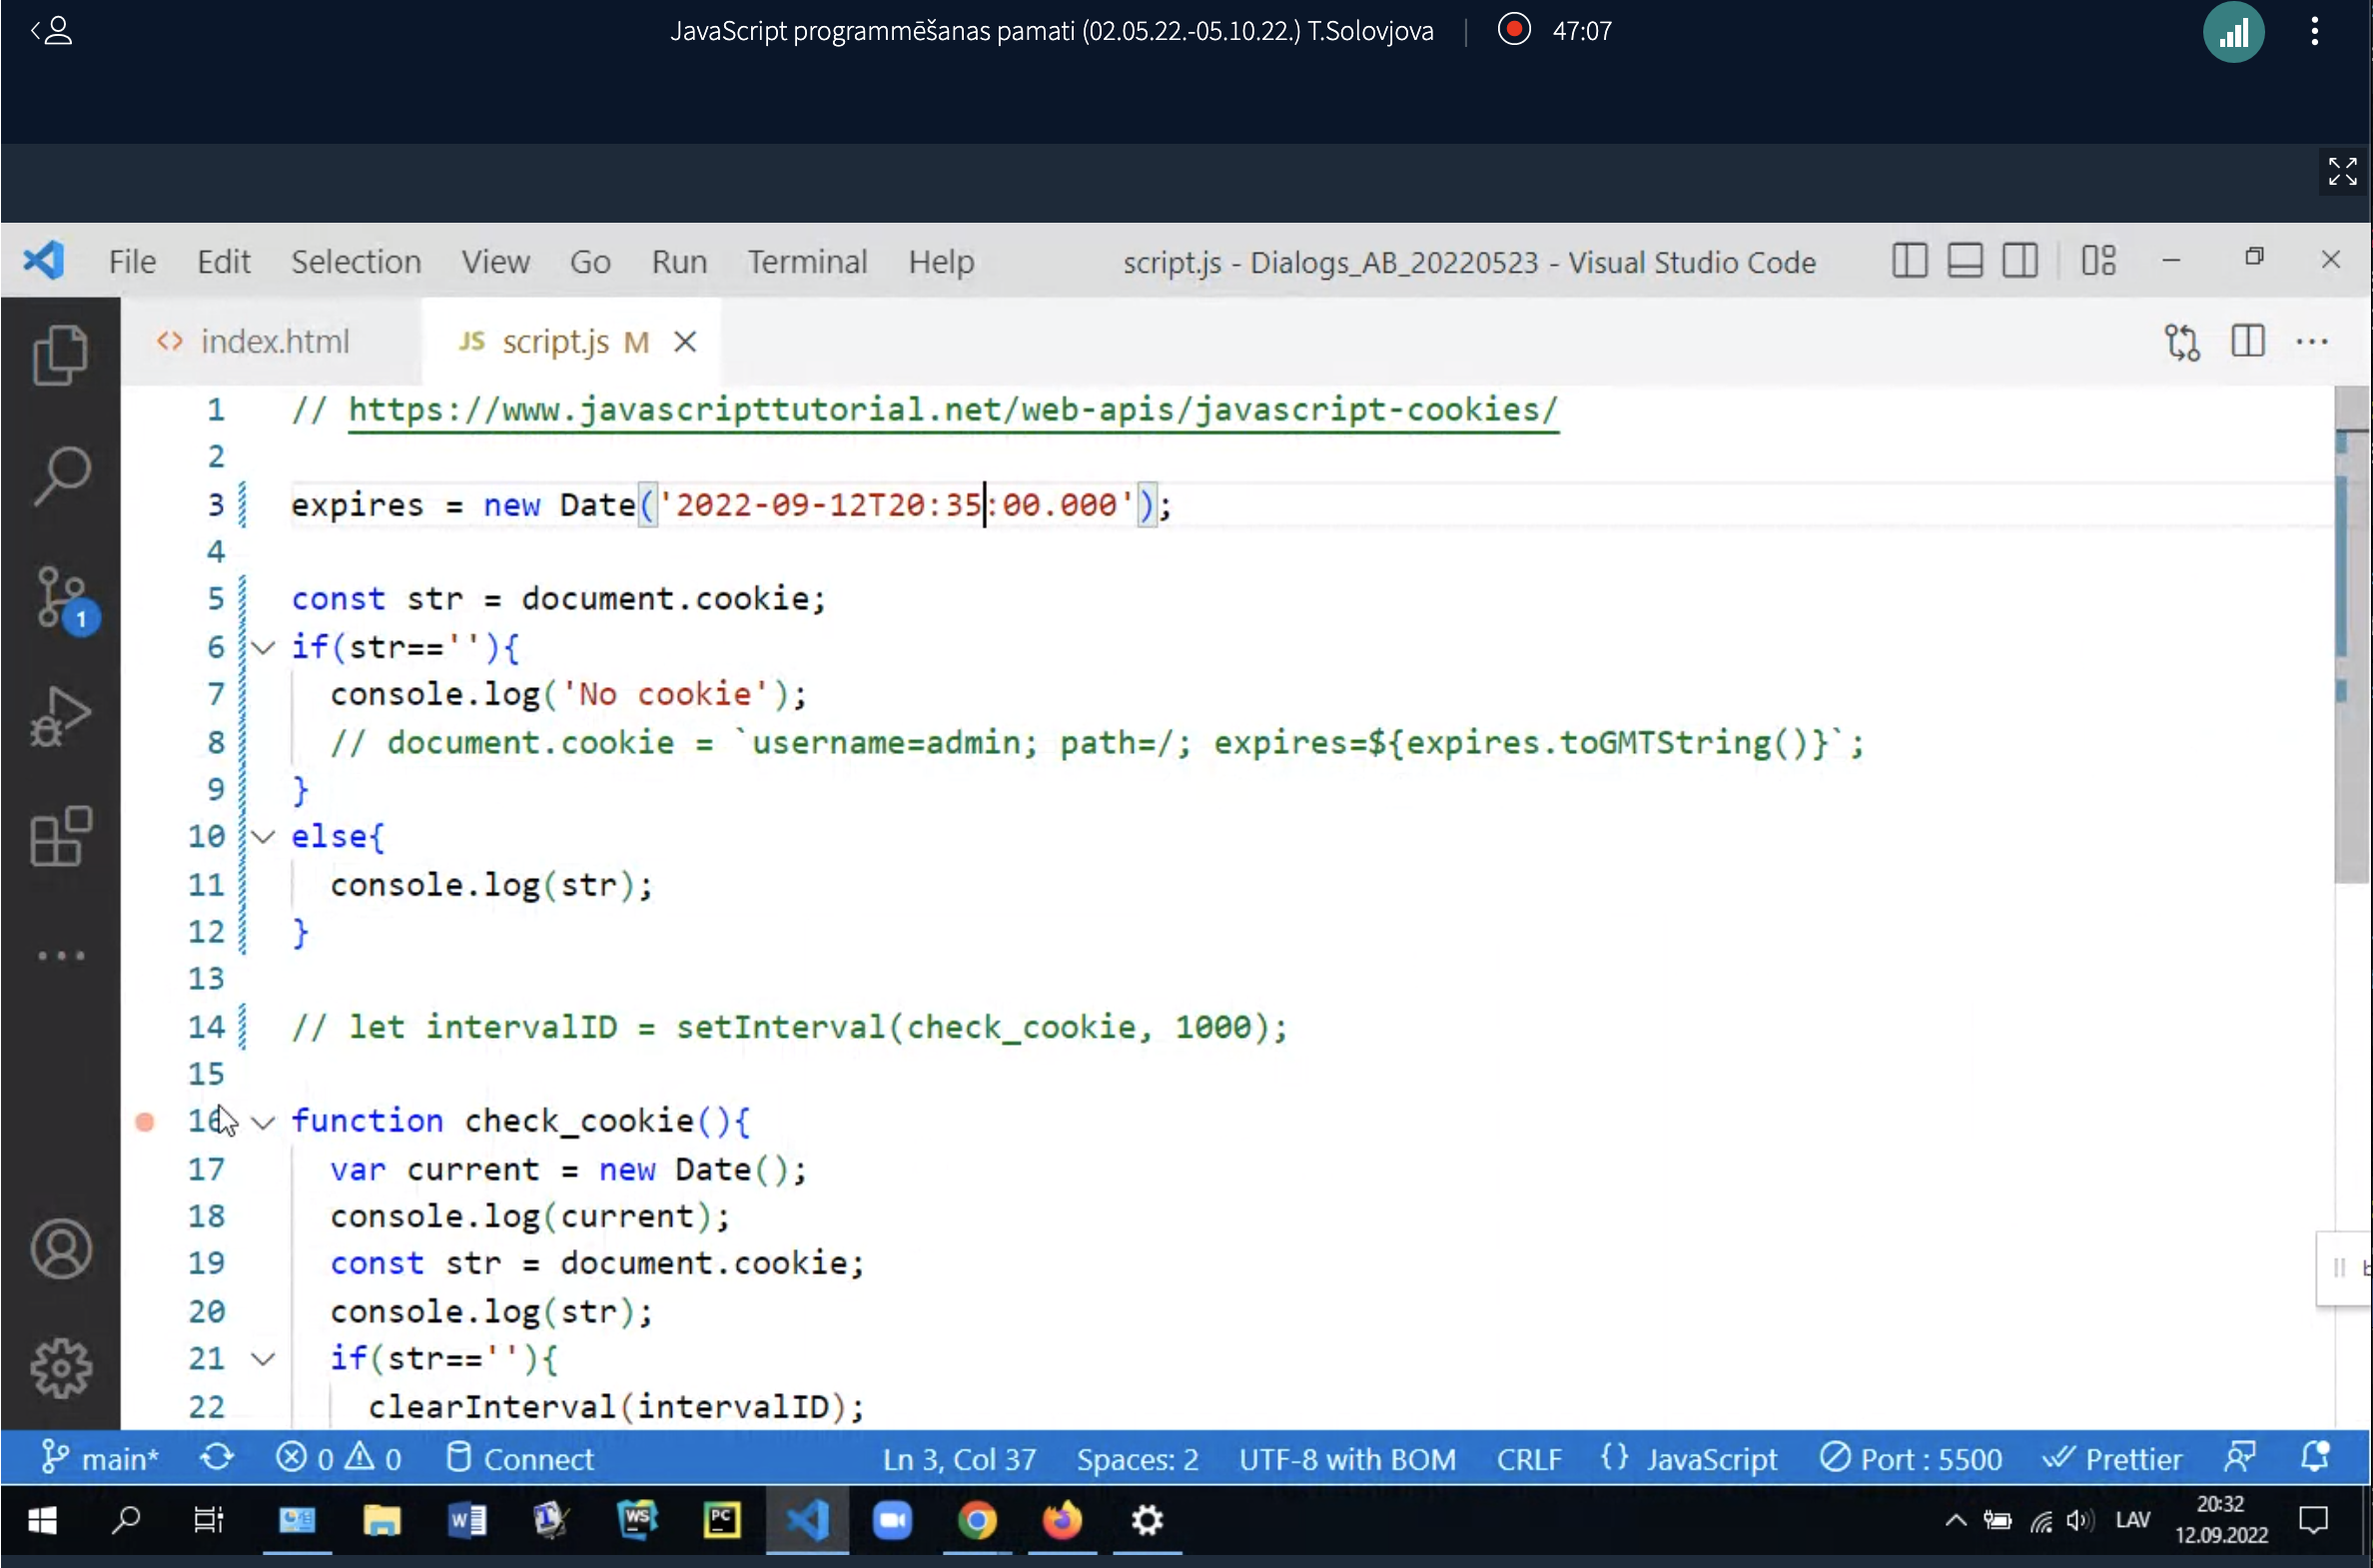 JavaScript programmēšanas pamati (02.05.22.-05.10.22.) T.Solovjova | 47:07
File Edit Selection View Go Run Terminal Help script.js - Dialogs_AB_20220523 - Visual Studio Code
<> index.html JS script.js M
1 // https://www.javascripttutorial.net/web-apis/javascript-cookies/
2
3 expires = new Date('2022-09-12T20:35:00.000');
4
5 const str = document.cookie;
6 if(str==''){
7 console.log('No cookie');
8 // document.cookie = `username=admin; path=/; expires=${expires.toGMTString()}`;
9 }
10 else{
11 console.log(str);
12 }
13
14 // let intervalID = setInterval(check_cookie, 1000);
15
16 function check_cookie(){
17 var current = new Date();
18 console.log(current);
19 const str = document.cookie;
20 console.log(str);
21 if(str==''){
22 clearInterval(intervalID);
1
main* 0 0 Connect Ln 3, Col 37 Spaces: 2 UTF-8 with BOM CRLF {} JavaScript Port : 5500 Prettier
W WS PC LAV 20:32
12.09.2022